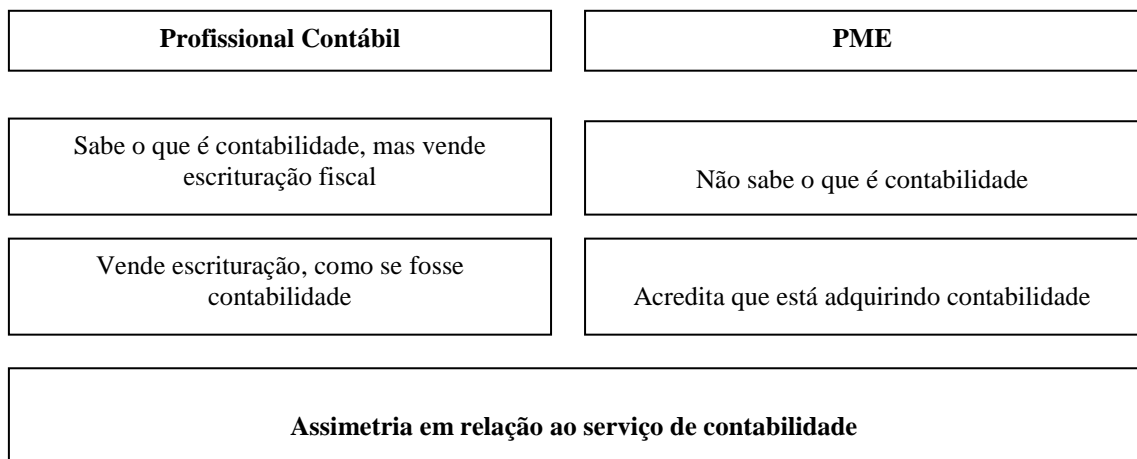 Profissional Contábil
PME
Sabe o que é contabilidade, mas vende
escrituração fiscal
Não sabe o que é contabilidade
Vende escrituração, como se fosse
contabilidade
Acredita que está adquirindo contabilidade
Assimetria em relação ao serviço de contabilidade